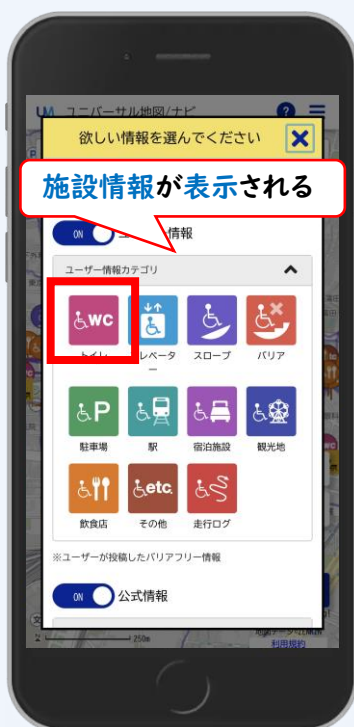 ユニバーサル地図/ナビ
?
欲しい情報を選んでください
施設情報が表示される
ON
情報
ユーザー情報カテゴリ
WC
トイレ
エレベーター
スロープ
バリア
P
駐車場
駅
宿泊施設
観光地
etc.
飲食店
その他
走行ログ
※ユーザーが投稿したバリアフリー情報
ON 公式情報
250m
利用規約